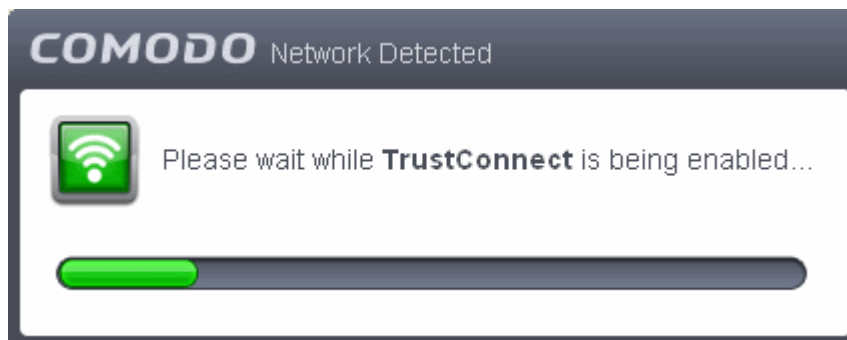 COMODO Network Detected
Please wait while TrustConnect is being enabled...